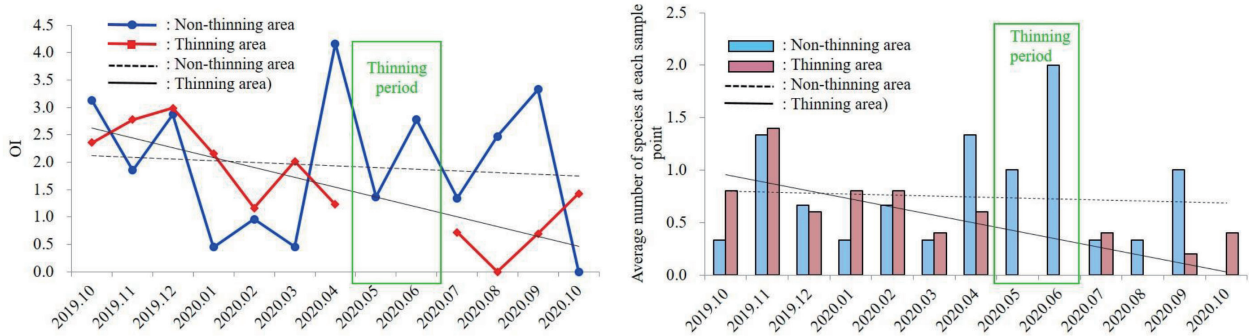 : Non-thinning area
: Thinning area
: Non-thinning area
: Thinning area)
Thinning
period
OI
4.5
4.0
3.5
3.0
2.5
2.0
1.5
1.0
0.5
0.0
2019.10
2019.11
2019.12
2020.01
2020.02
2020.03
2020.04
2020.05
2020.06
2020.07
2020.08
2020.09
2020.10
: Non-thinning area
: Thinning area
: Non-thinning area
: Thinning area)
Thinning
period
Average number of species at each sample
point
2.5
2.0
1.5
1.0
0.5
0.0
2019.10
2019.11
2019.12
2020.01
2020.02
2020.03
2020.04
2020.05
2020.06
2020.07
2020.08
2020.09
2020.10